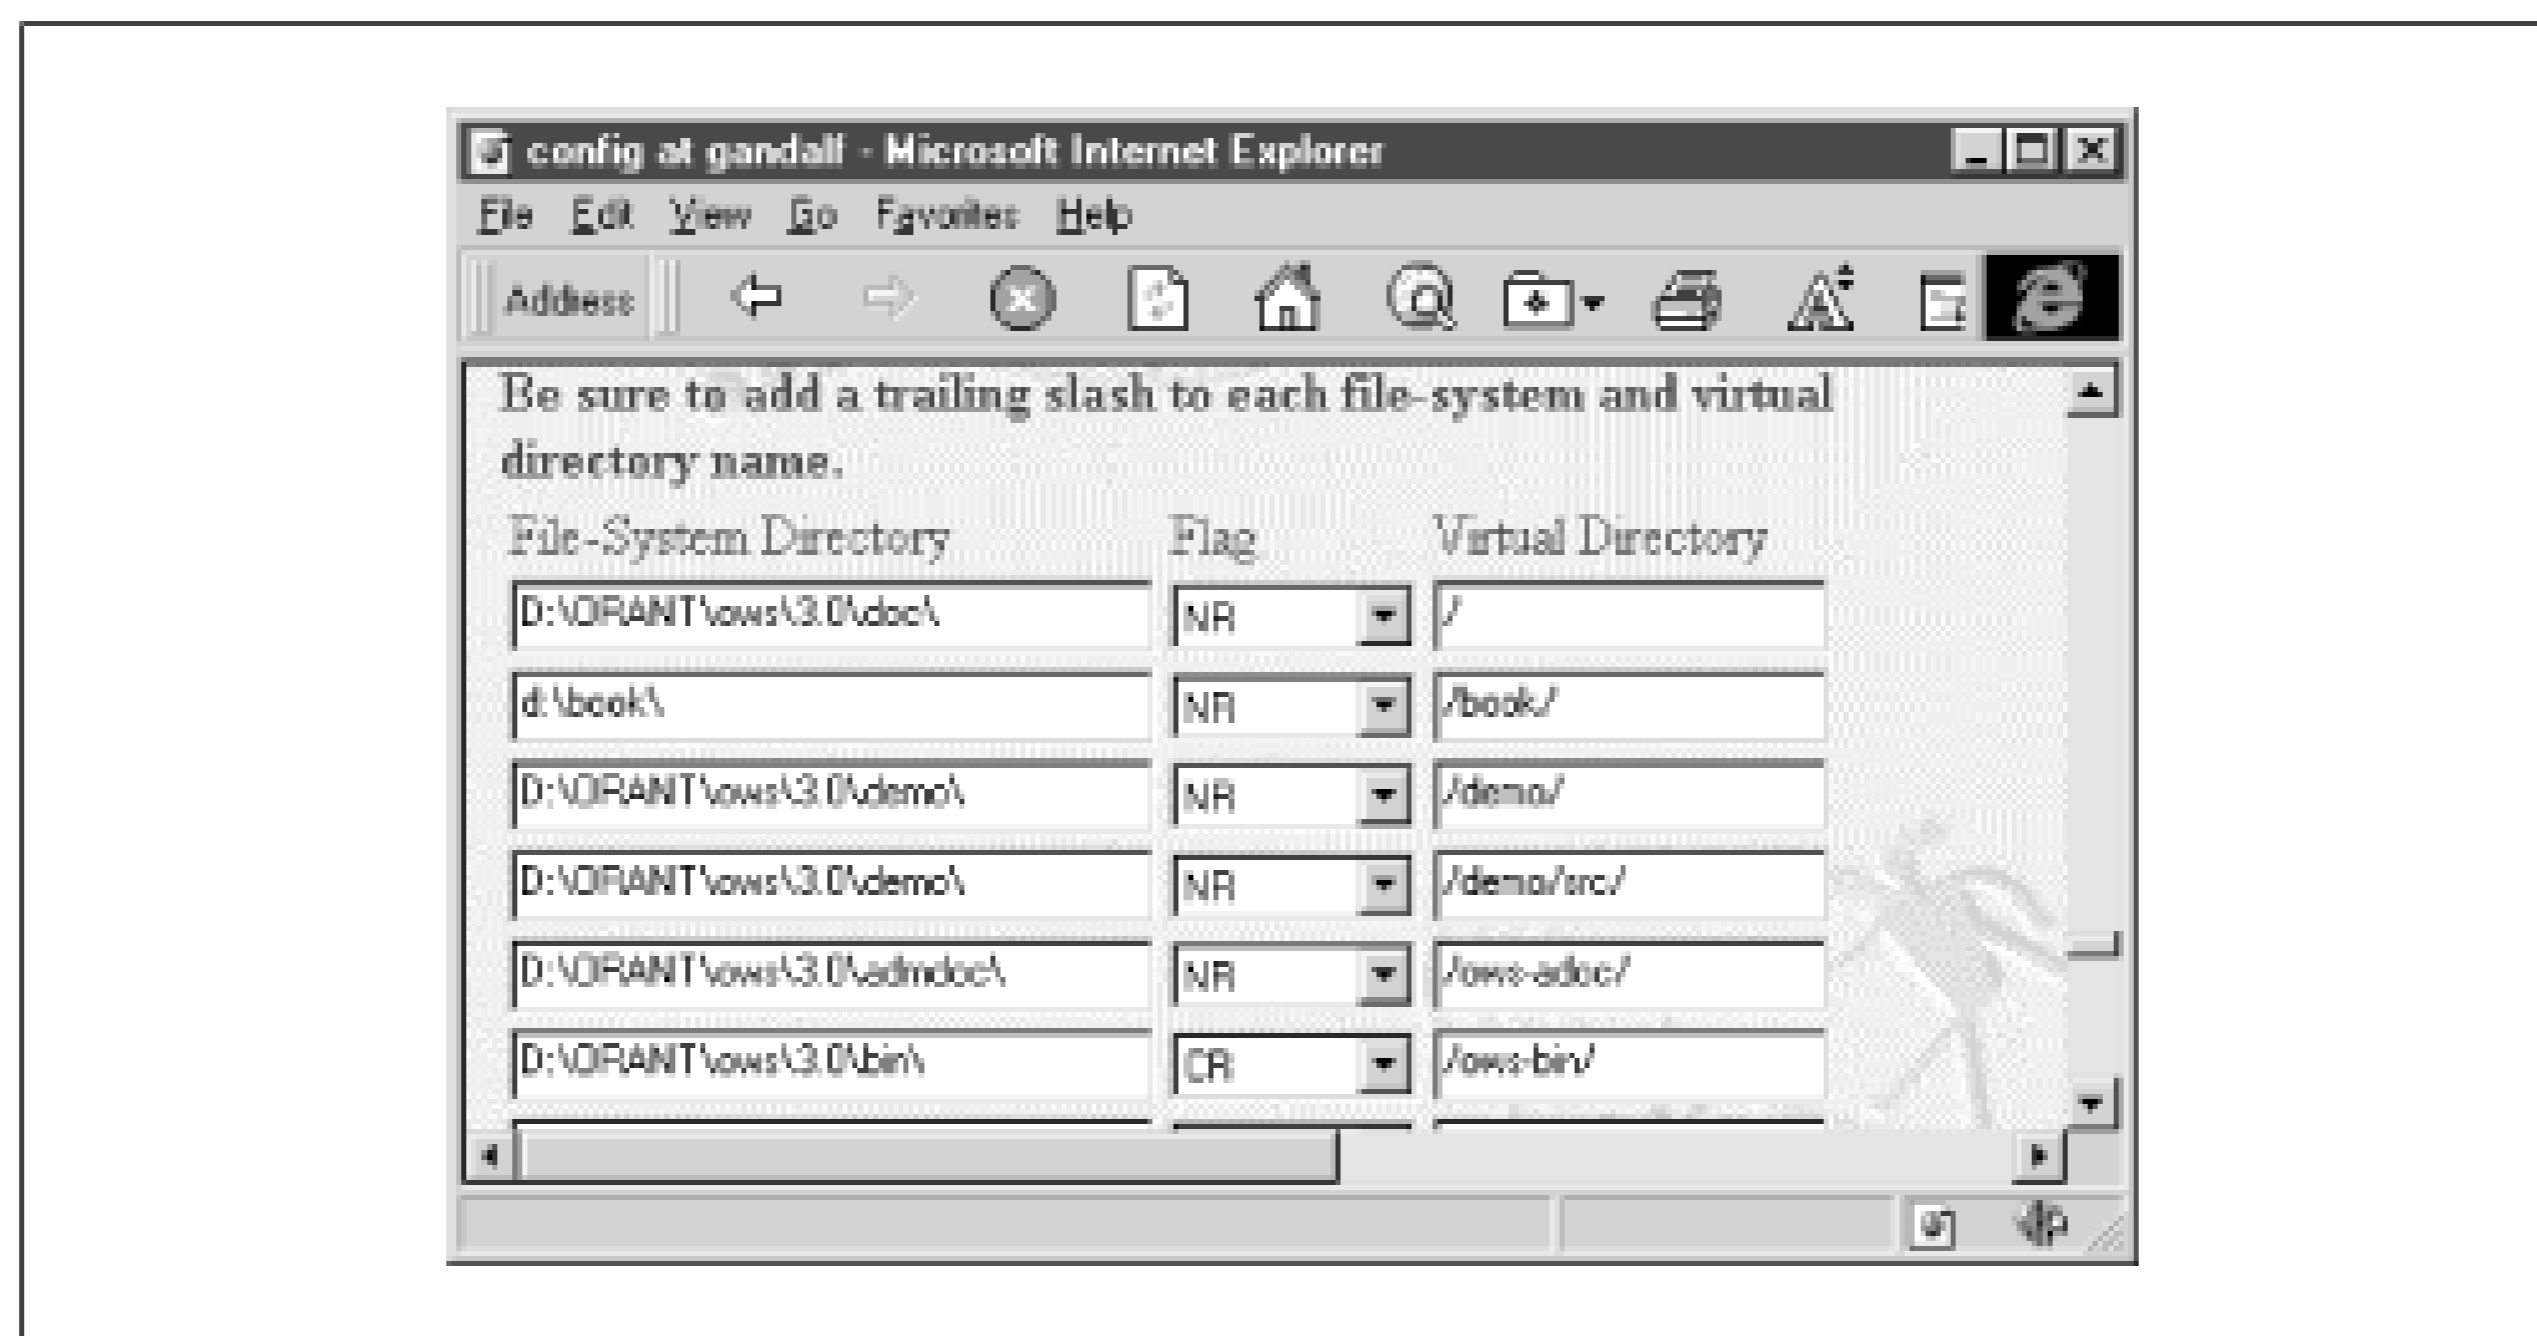 config at gandalf - Microsoft Internet Explorer
File Edit View Go Favorites Help
Address
Be sure to add a trailing slash to each file-system and virtual
directory name.
File-System Directory Flag Virtual Directory
D:\ORANT\ows\3.0\doc\ NR /
d:\book\ NR /book/
D:\ORANT\ows\3.0\demo\ NR /demo/
D:\ORANT\ows\3.0\demo\ NR /demo/src/
D:\ORANT\ows\3.0\admdoc\ NR /ows-adoc/
D:\ORANT\ows\3.0\bin\ CR /ows-bin/